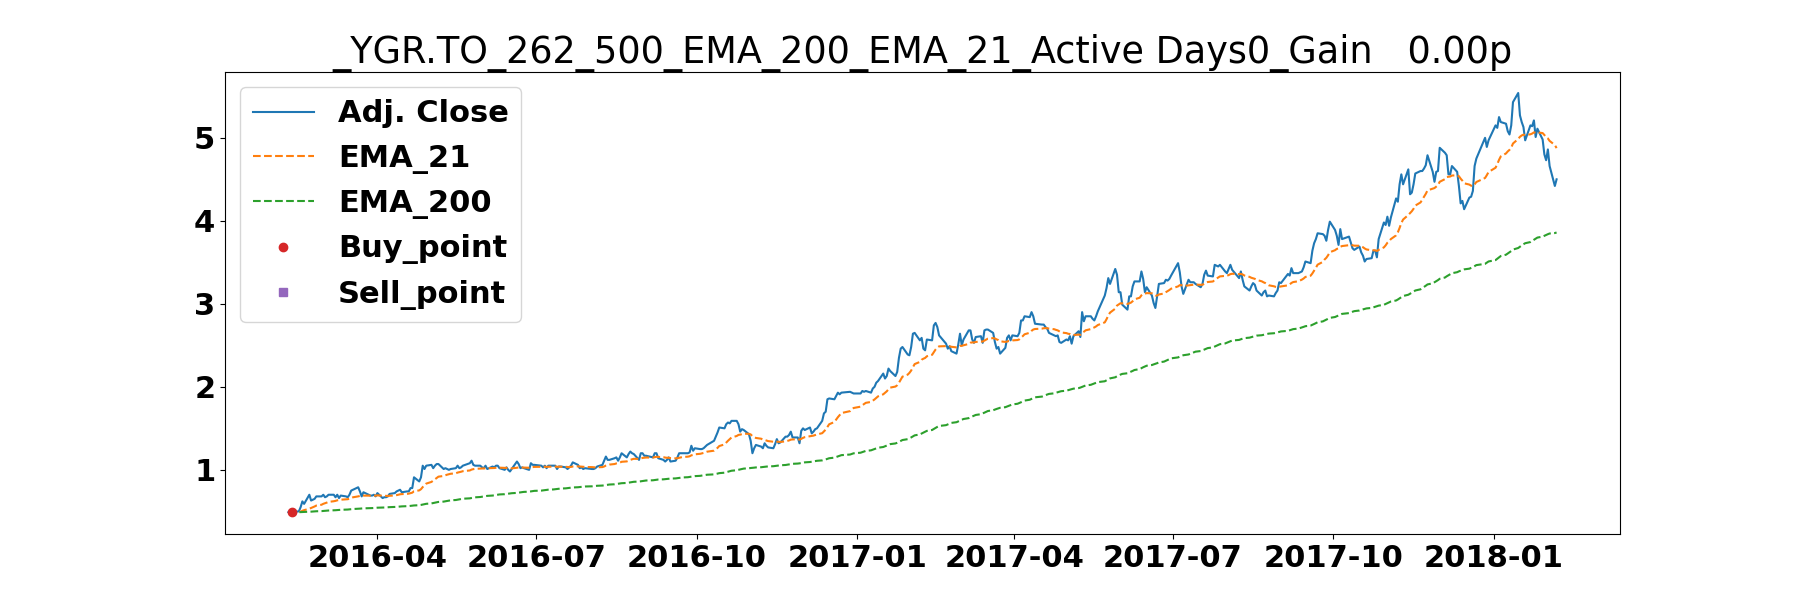 _YGR.TO_262_500_EMA_200_EMA_21_Active Days0_Gain   0.00p
Adj. Close
EMA_21
EMA_200
Buy_point
Sell_point
5
4
3
2
1
2016-04 2016-07 2016-10 2017-01 2017-04 2017-07 2017-10 2018-01